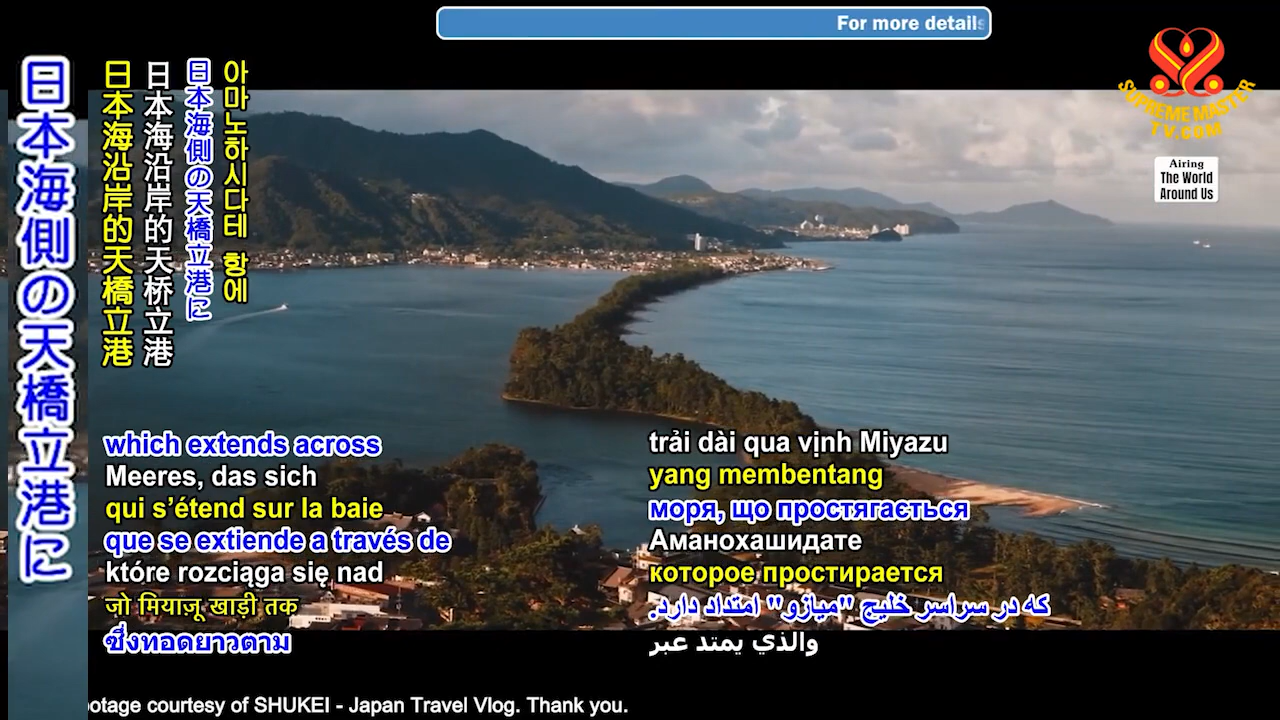 For more details
SUPREME MASTER
TV.COM
Airing
The World
Around Us
日本海側の天橋立港に
日本海沿岸的天橋立港
日本海沿岸的天桥立港
日本海側の天橋立港に
아마노하시다테 항에
which extends across
Meeres, das sich
qui s’étend sur la baie
que se extiende a través de
które rozciąga się nad
जो मियाज़ू खाड़ी तक
ซึ่งทอดยาวตาม
trải dài qua vịnh Miyazu
yang membentang
моря, що простягається
Аманохашидате
которое простирается
که در سراسر خلیج "میازو" امتداد دارد.
والذي يمتد عبر
ootage courtesy of SHUKEI - Japan Travel Vlog. Thank you.